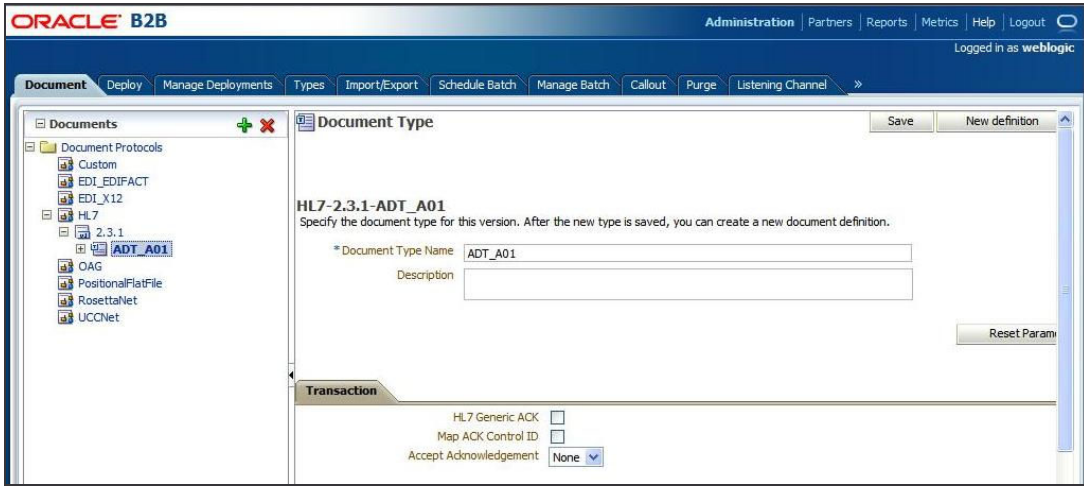 ORACLE B2B
Administration | Partners | Reports | Metrics | Help | Logout
Logged in as weblogic
Document Deploy Manage Deployments Types Import/Export Schedule Batch Manage Batch Callout Purge Listening Channel »
Documents
Document Protocols
Custom
EDI_EDIFACT
EDI_X12
HL7
2.3.1
ADT_A01
OAG
PositionalFlatFile
RosettaNet
UCCNet
Document Type
Save New definition
HL7-2.3.1-ADT_A01
Specify the document type for this version. After the new type is saved, you can create a new document definition.
* Document Type Name ADT_A01
Description
Reset Param
Transaction
HL7 Generic ACK
Map ACK Control ID
Accept Acknowledgement None